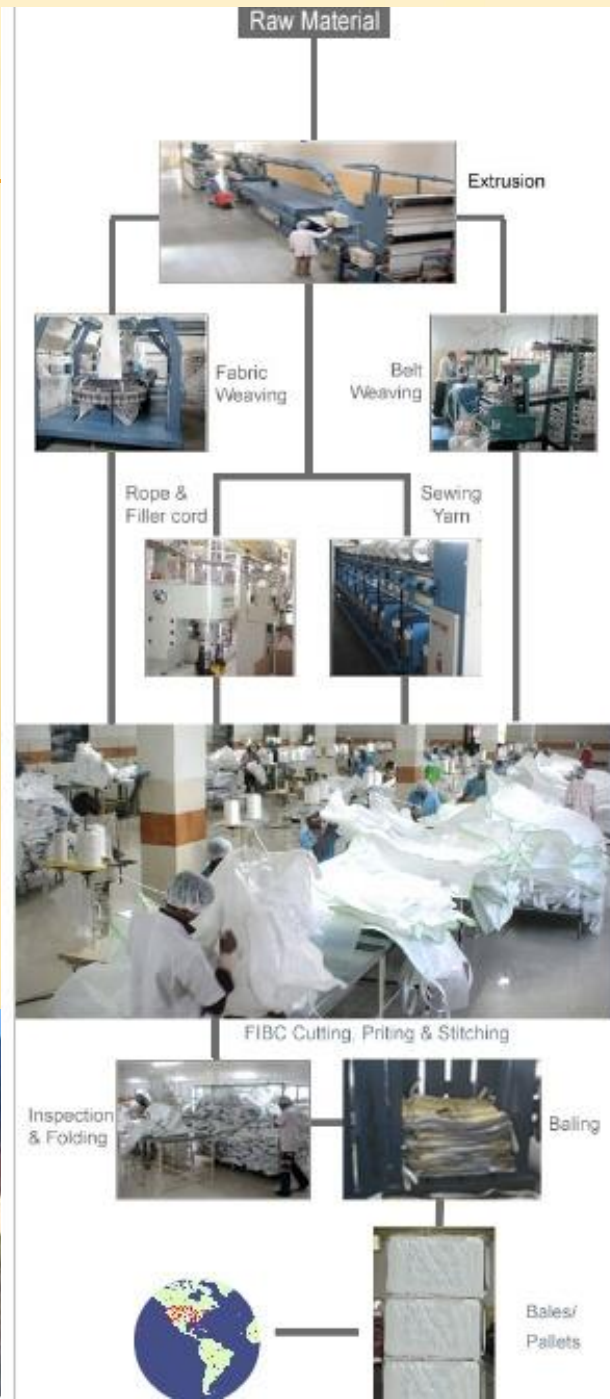 Raw Material
Extrusion
Fabric
Weaving
Belt
Weaving
Rope &
Filler cord
Sewing
Yarn
FIBC Cutting, Priting & Stitching
Inspection
& Folding
Baling
Bales/
Pallets